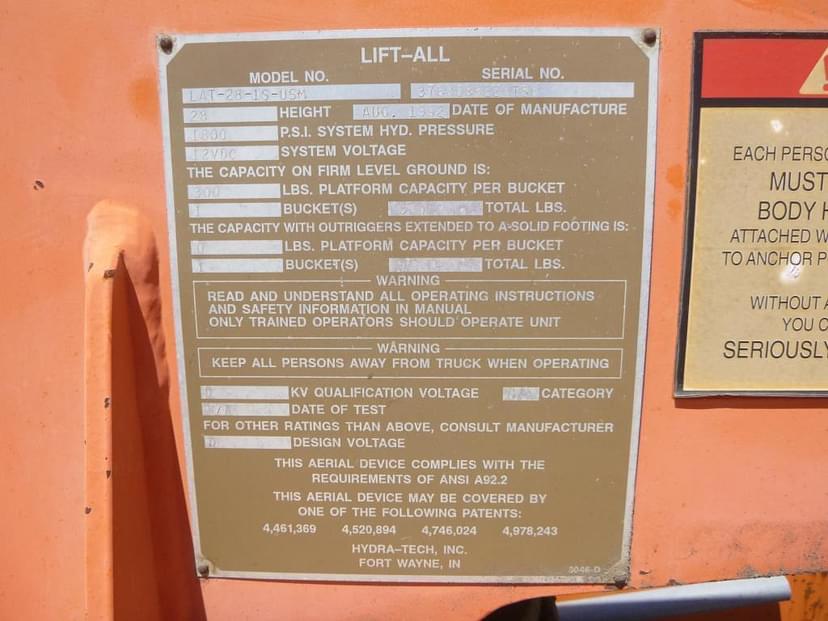 LIFT-ALL
MODEL NO. SERIAL NO.
LAT-28-1S-USM
28 HEIGHT AUG. 1992 DATE OF MANUFACTURE
1800 P.S.I. SYSTEM HYD. PRESSURE
12VDC SYSTEM VOLTAGE
THE CAPACITY ON FIRM LEVEL GROUND IS:
300 LBS. PLATFORM CAPACITY PER BUCKET
1 BUCKET(S) TOTAL LBS.
THE CAPACITY WITH OUTRIGGERS EXTENDED TO A SOLID FOOTING IS:
0 LBS. PLATFORM CAPACITY PER BUCKET
1 BUCKET(S) TOTAL LBS.
WARNING
READ AND UNDERSTAND ALL OPERATING INSTRUCTIONS
AND SAFETY INFORMATION IN MANUAL
ONLY TRAINED OPERATORS SHOULD OPERATE UNIT
WARNING
KEEP ALL PERSONS AWAY FROM TRUCK WHEN OPERATING
0 KV QUALIFICATION VOLTAGE CATEGORY
N/A DATE OF TEST
FOR OTHER RATINGS THAN ABOVE, CONSULT MANUFACTURER
0 DESIGN VOLTAGE
THIS AERIAL DEVICE COMPLIES WITH THE
REQUIREMENTS OF ANSI A92.2
THIS AERIAL DEVICE MAY BE COVERED BY
ONE OF THE FOLLOWING PATENTS:
4,461,369 4,520,894 4,746,024 4,978,243
HYDRA-TECH, INC.
FORT WAYNE, IN
3046-D
EACH PERSO
MUST
BODY H
ATTACHED W
TO ANCHOR P
WITHOUT A
YOU C
SERIOUSLY